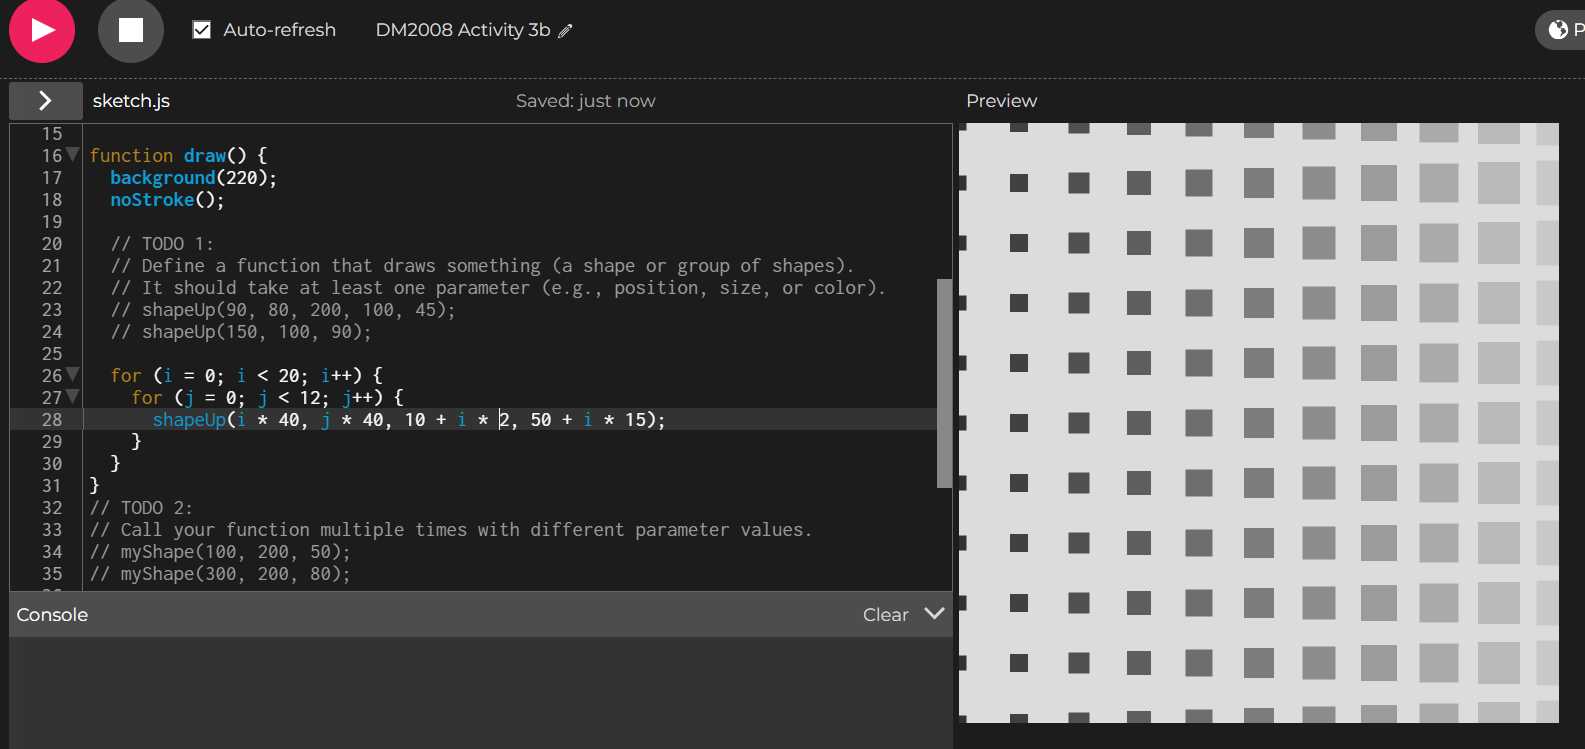 Auto-refresh DM2008 Activity 3b P
sketch.js Saved: just now Preview
15
16 function draw() {
17 background(220);
18 noStroke();
19
20 // TODO 1:
21 // Define a function that draws something (a shape or group of shapes).
22 // It should take at least one parameter (e.g., position, size, or color).
23 // shapeUp(90, 80, 200, 100, 45);
24 // shapeUp(150, 100, 90);
25
26 for (i = 0; i < 20; i++) {
27 for (j = 0; j < 12; j++) {
28 shapeUp(i * 40, j * 40, 10 + i * 2, 50 + i * 15);
29 }
30 }
31 }
32 // TODO 2:
33 // Call your function multiple times with different parameter values.
34 // myShape(100, 200, 50);
35 // myShape(300, 200, 80);
Console Clear